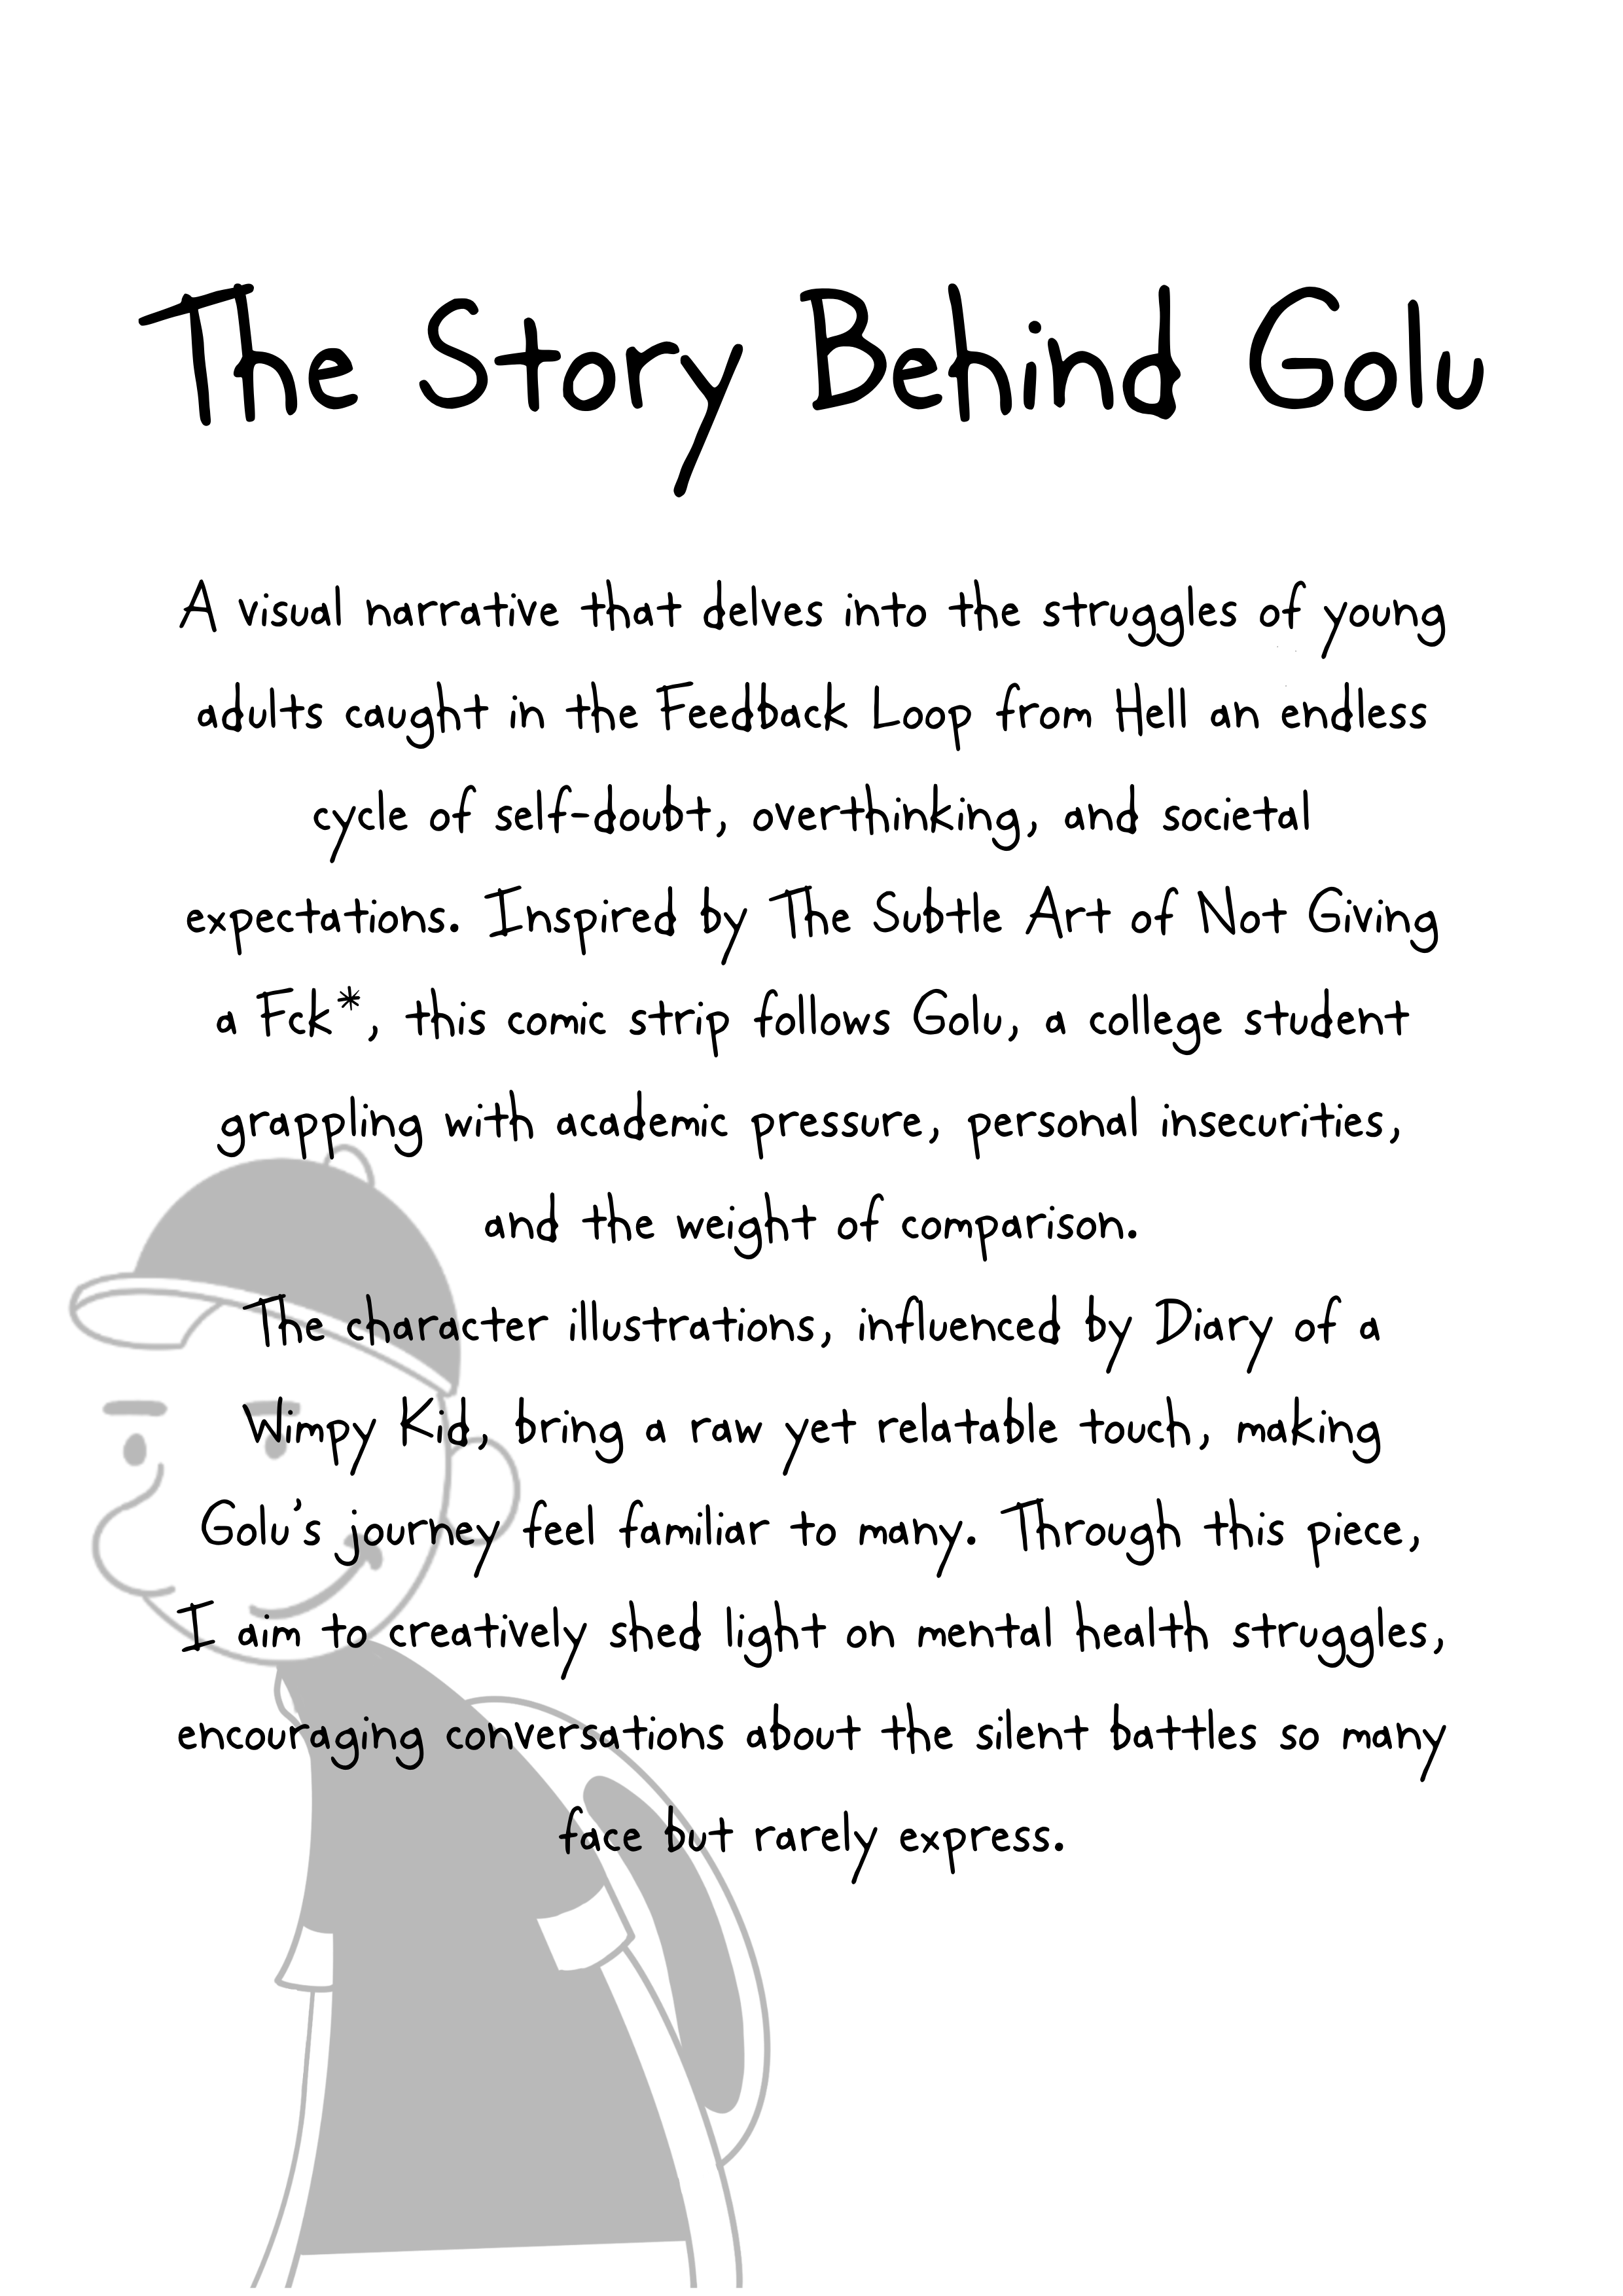 The Story Behind Golu
A visual narrative that delves into the struggles of young
adults caught in the Feedback Loop from Hell an endless
cycle of self-doubt, overthinking, and societal
expectations. Inspired by The Subtle Art of Not Giving
a Fck*, this comic strip follows Golu, a college student
grappling with academic pressure, personal insecurities,
and the weight of comparison.
The character illustrations, influenced by Diary of a
Wimpy Kid, bring a raw yet relatable touch, making
Golu's journey feel familiar to many. Through this piece,
I aim to creatively shed light on mental health struggles,
encouraging conversations about the silent battles so many
face but rarely express.